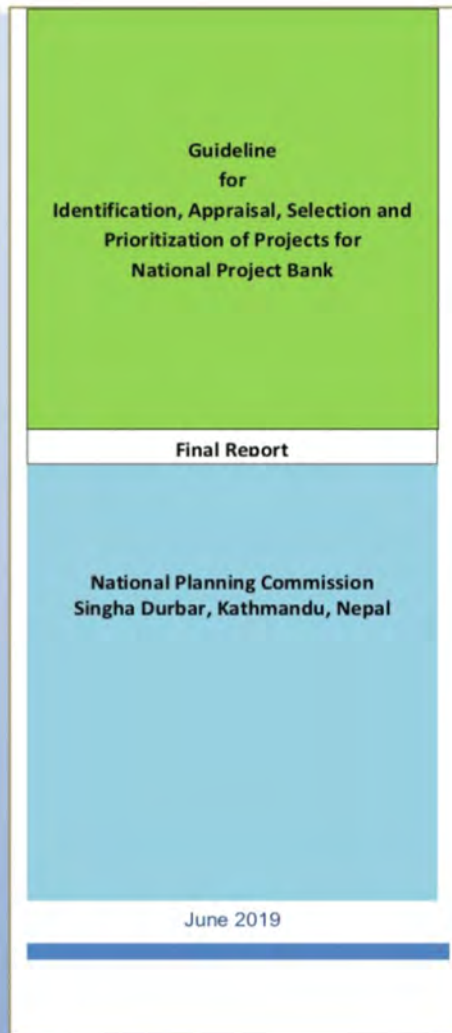 Guideline
for
Identification, Appraisal, Selection and
Prioritization of Projects for
National Project Bank
Final Report
National Planning Commission
Singha Durbar, Kathmandu, Nepal
June 2019